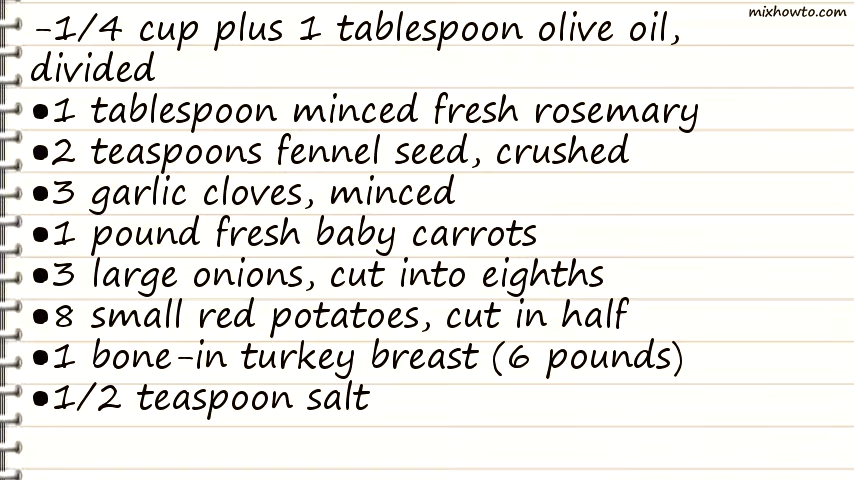 mixhowto.com
-1/4 cup plus 1 tablespoon olive oil,
divided
•1 tablespoon minced fresh rosemary
•2 teaspoons fennel seed, crushed
•3 garlic cloves, minced
•1 pound fresh baby carrots
•3 large onions, cut into eighths
•8 small red potatoes, cut in half
•1 bone-in turkey breast (6 pounds)
•1/2 teaspoon salt